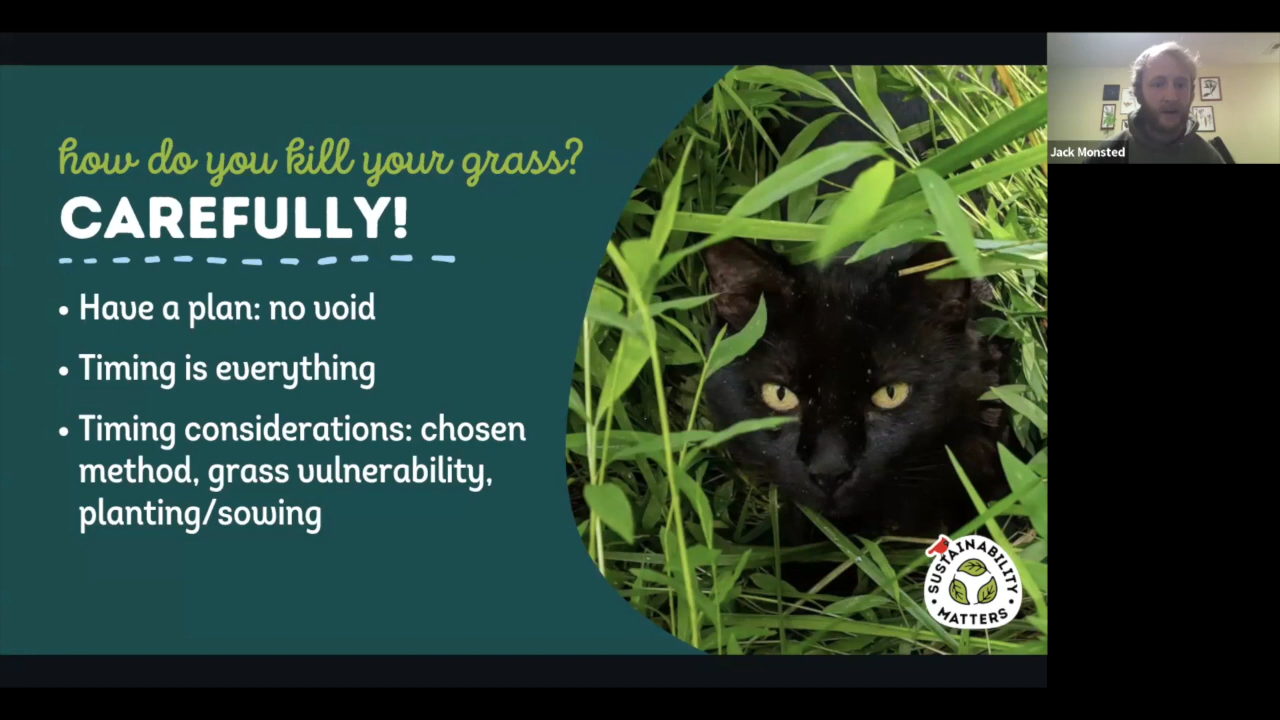 how do you kill your grass?
CAREFULLY!
• Have a plan: no void
• Timing is everything
• Timing considerations: chosen
method, grass vulnerability,
planting/sowing
SUSTAINABILITY
• MATTERS •
Jack Monsted